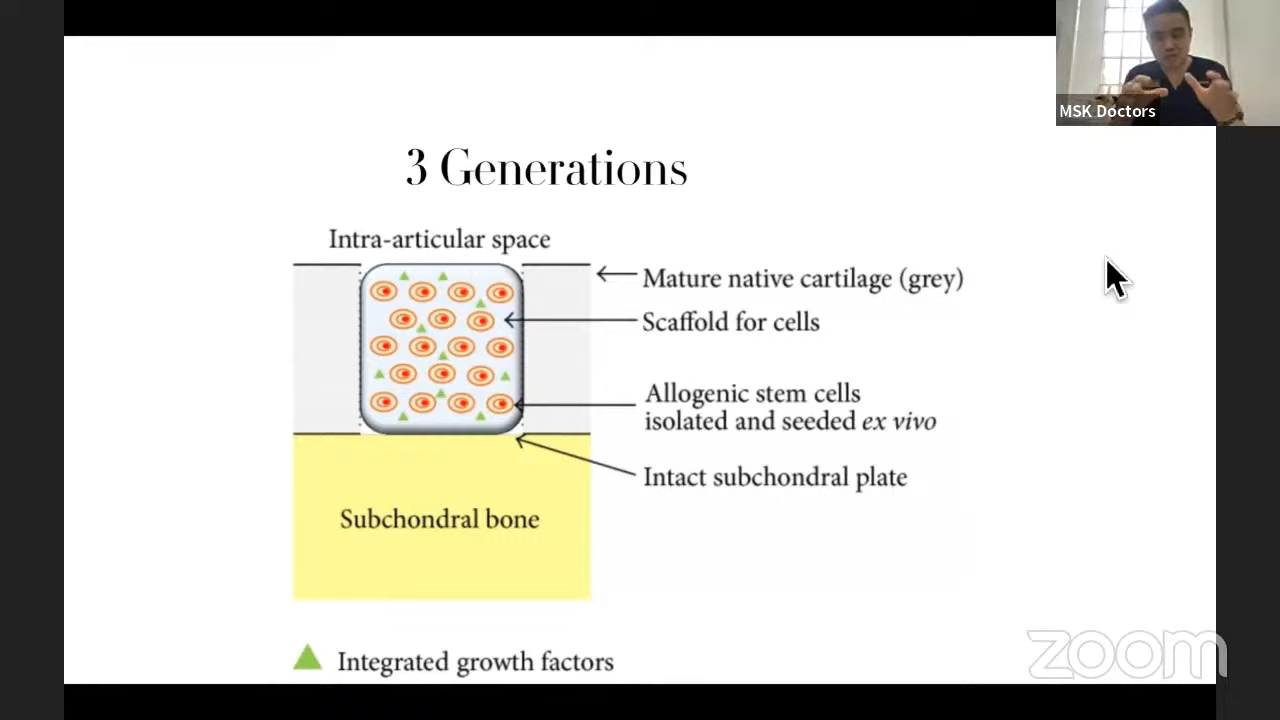 MSK Doctors
3 Generations
Intra-articular space
Mature native cartilage (grey)
Scaffold for cells
Allogenic stem cells
isolated and seeded ex vivo
Intact subchondral plate
Subchondral bone
Integrated growth factors
zoom